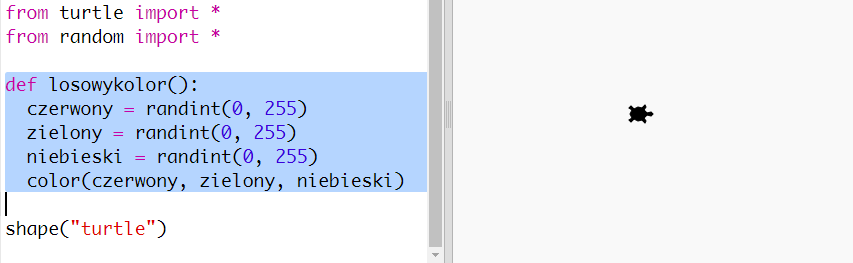 from turtle import *
from random import *
def losowykolor():
  czerwony = randint(0, 255)
  zielony = randint(0, 255)
  niebieski = randint(0, 255)
  color(czerwony, zielony, niebieski)
shape("turtle")